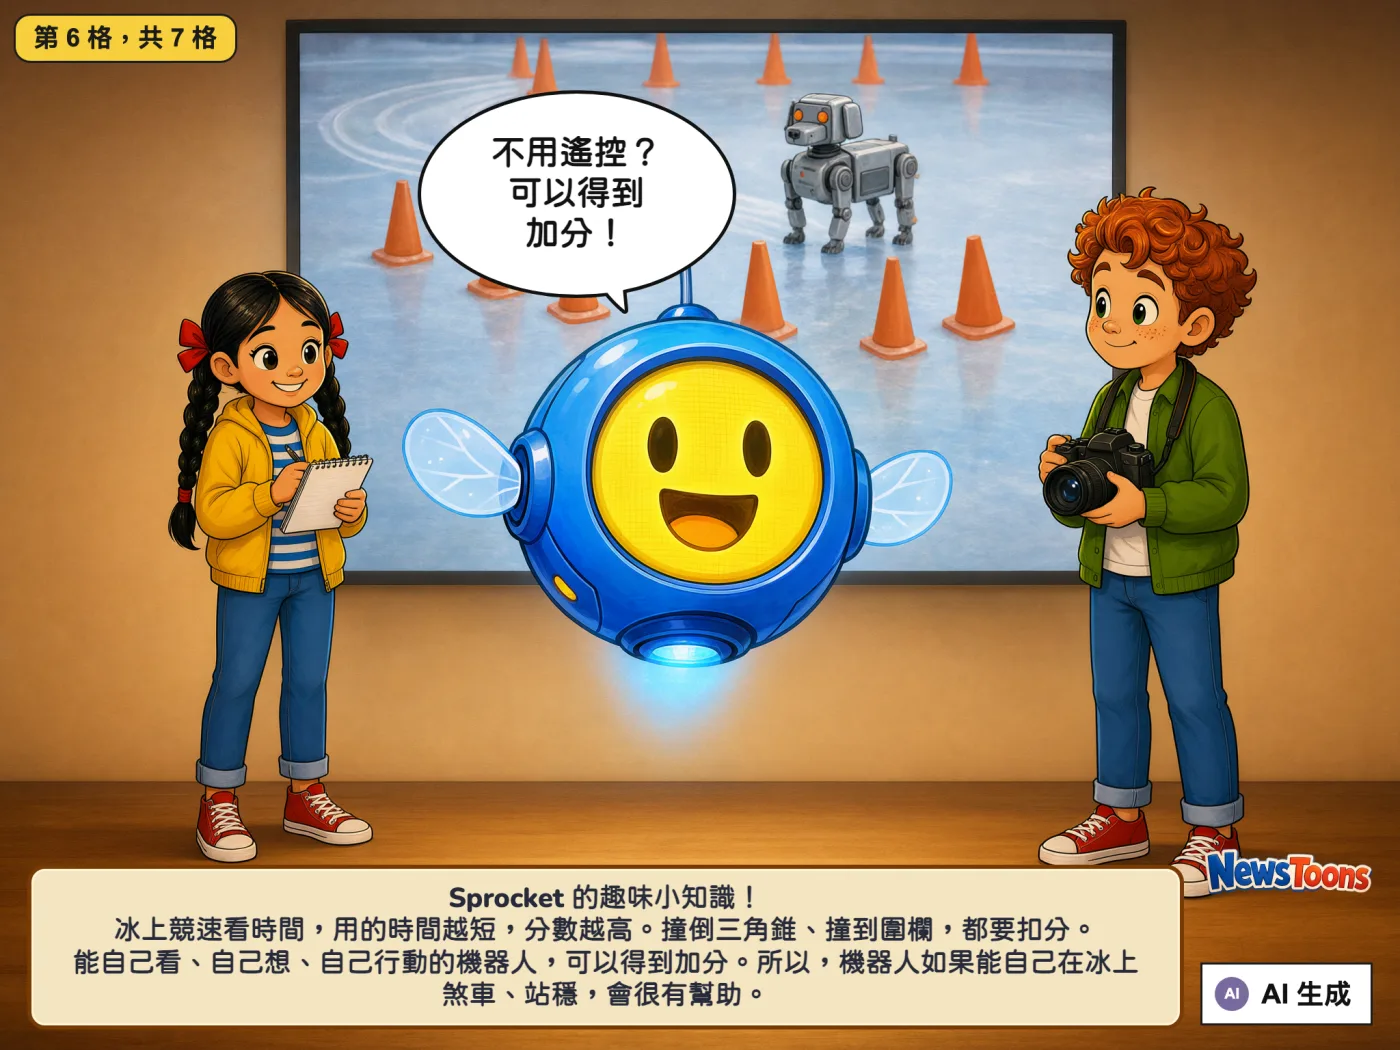 第 6 格，共 7 格
不用遙控？
可以得到
加分！
Sprocket 的趣味小知識！
冰上競速看時間，用的時間越短，分數越高。撞倒三角錐、撞到圍欄，都要扣分。
能自己看、自己想、自己行動的機器人，可以得到加分。所以，機器人如果能自己在冰上
煞車、站穩，會很有幫助。
NewsToons
AI AI 生成